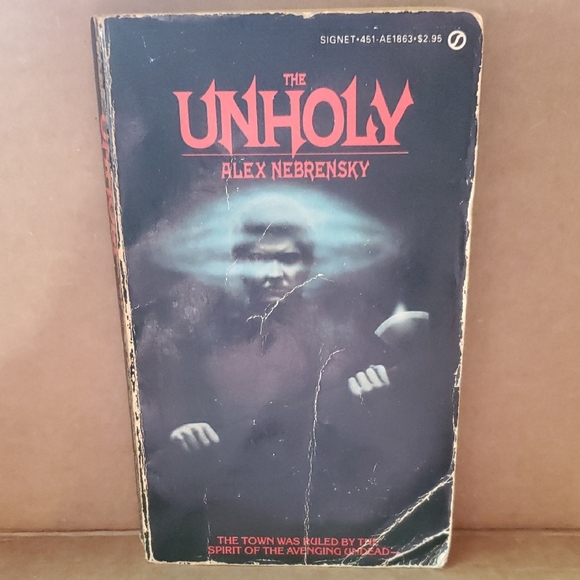 SIGNET•451-AE1863•$2.95
THE
UNHOLY
ALEX NEBRENSKY
THE TOWN WAS RULED BY THE
SPIRIT OF THE AVENGING UNDEAD—